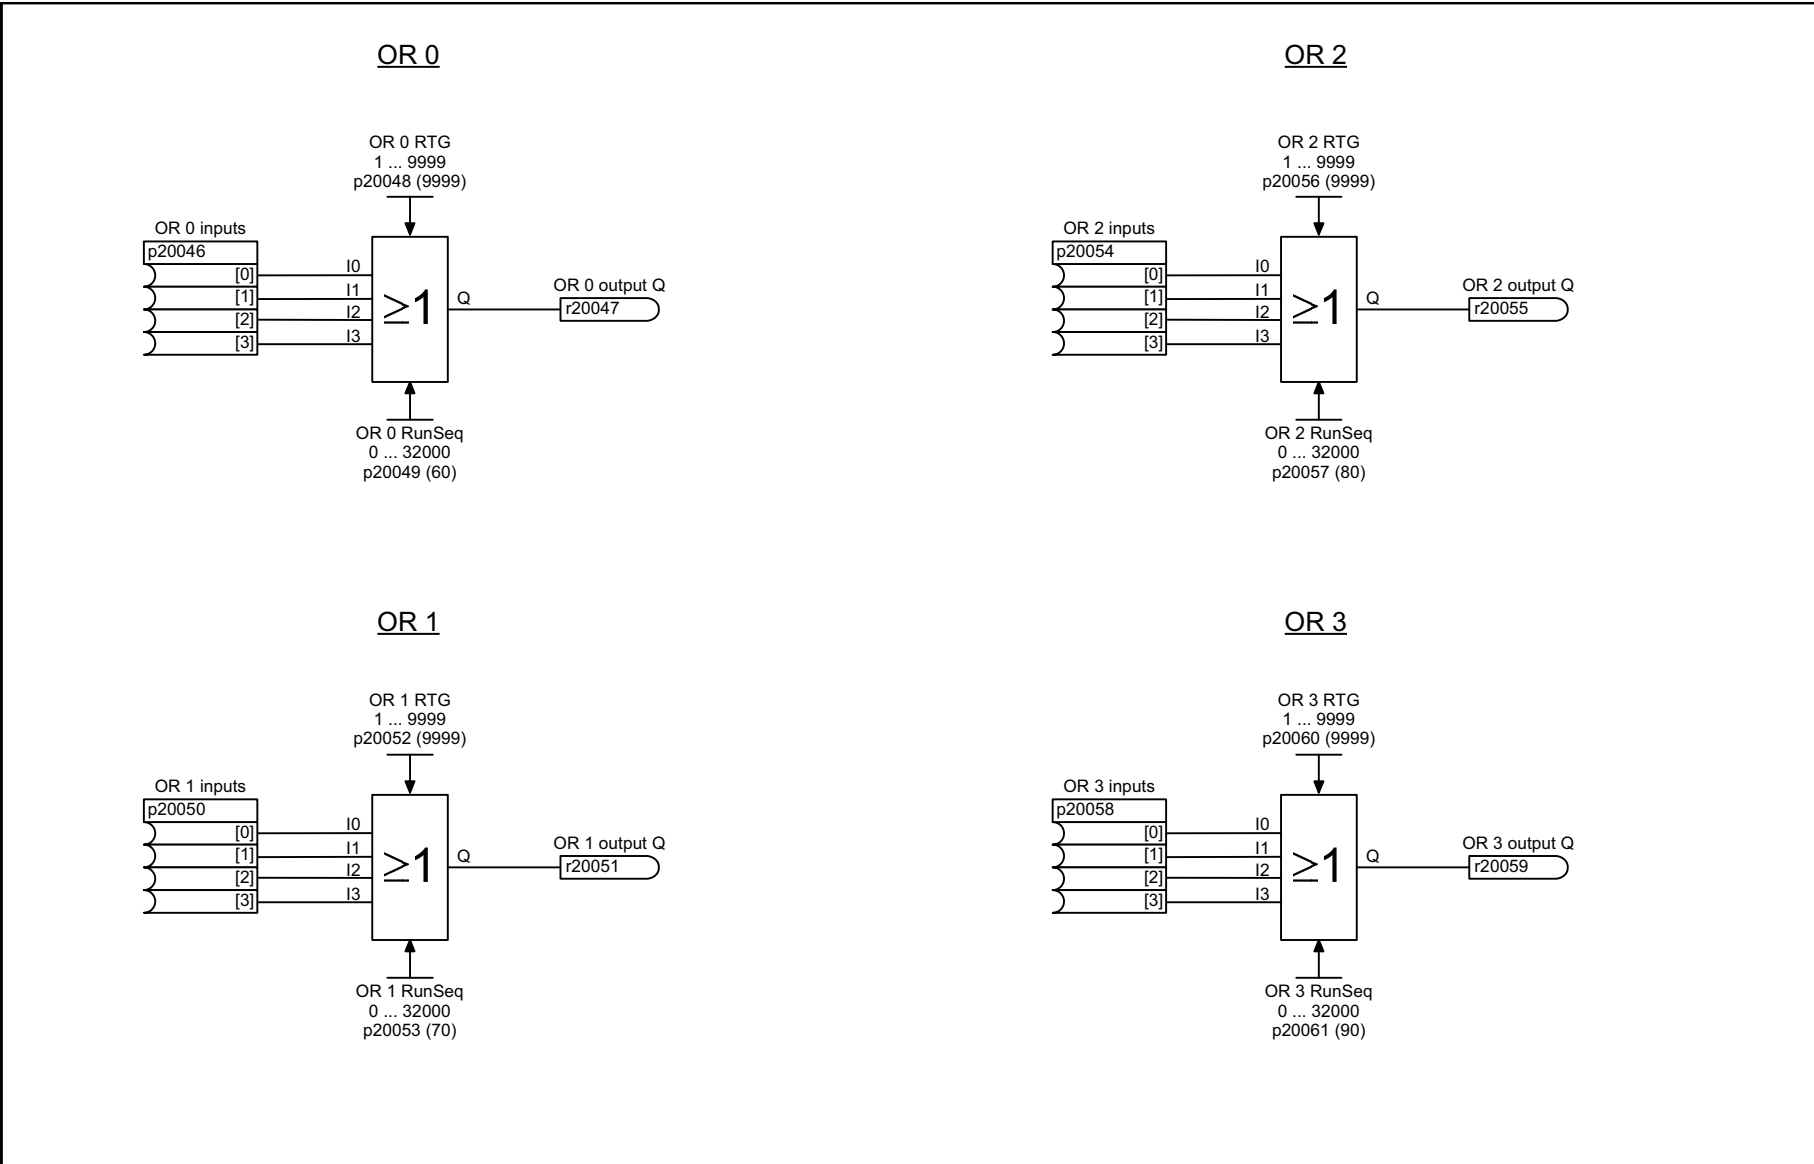 OR 0
OR 0 RTG
1 ... 9999
p20048 (9999)
OR 0 inputs
p20046
[0]
[1]
[2]
[3]
I0
I1
I2
I3
≥1
Q
OR 0 output Q
r20047
OR 0 RunSeq
0 ... 32000
p20049 (60)
OR 2
OR 2 RTG
1 ... 9999
p20056 (9999)
OR 2 inputs
p20054
[0]
[1]
[2]
[3]
I0
I1
I2
I3
≥1
Q
OR 2 output Q
r20055
OR 2 RunSeq
0 ... 32000
p20057 (80)
OR 1
OR 1 RTG
1 ... 9999
p20052 (9999)
OR 1 inputs
p20050
[0]
[1]
[2]
[3]
I0
I1
I2
I3
≥1
Q
OR 1 output Q
r20051
OR 1 RunSeq
0 ... 32000
p20053 (70)
OR 3
OR 3 RTG
1 ... 9999
p20060 (9999)
OR 3 inputs
p20058
[0]
[1]
[2]
[3]
I0
I1
I2
I3
≥1
Q
OR 3 output Q
r20059
OR 3 RunSeq
0 ... 32000
p20061 (90)